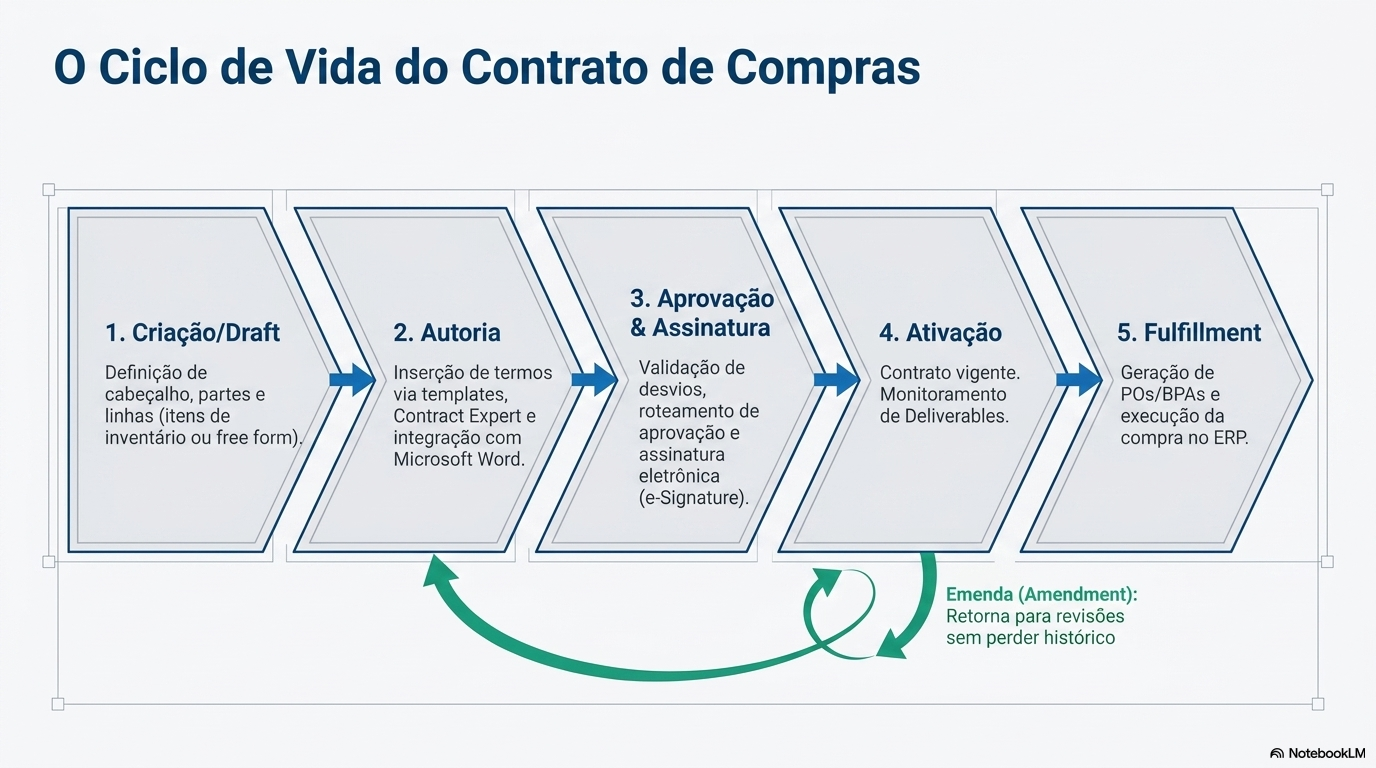 O Ciclo de Vida do Contrato de Compras
1. Criação/Draft
Definição de
cabeçalho, partes e
linhas (itens de
inventário ou free form).
2. Autoria
Inserção de termos
via templates,
Contract Expert e
integração com
Microsoft Word.
3. Aprovação
& Assinatura
Validação de
desvios,
roteamento de
aprovação e
assinatura
eletrônica
(e-Signature).
4. Ativação
Contrato vigente.
Monitoramento
de Deliverables.
5. Fulfillment
Geração de
POs/BPAs e
execução da
compra no ERP.
Emenda (Amendment):
Retorna para revisões
sem perder histórico
NotebookLM